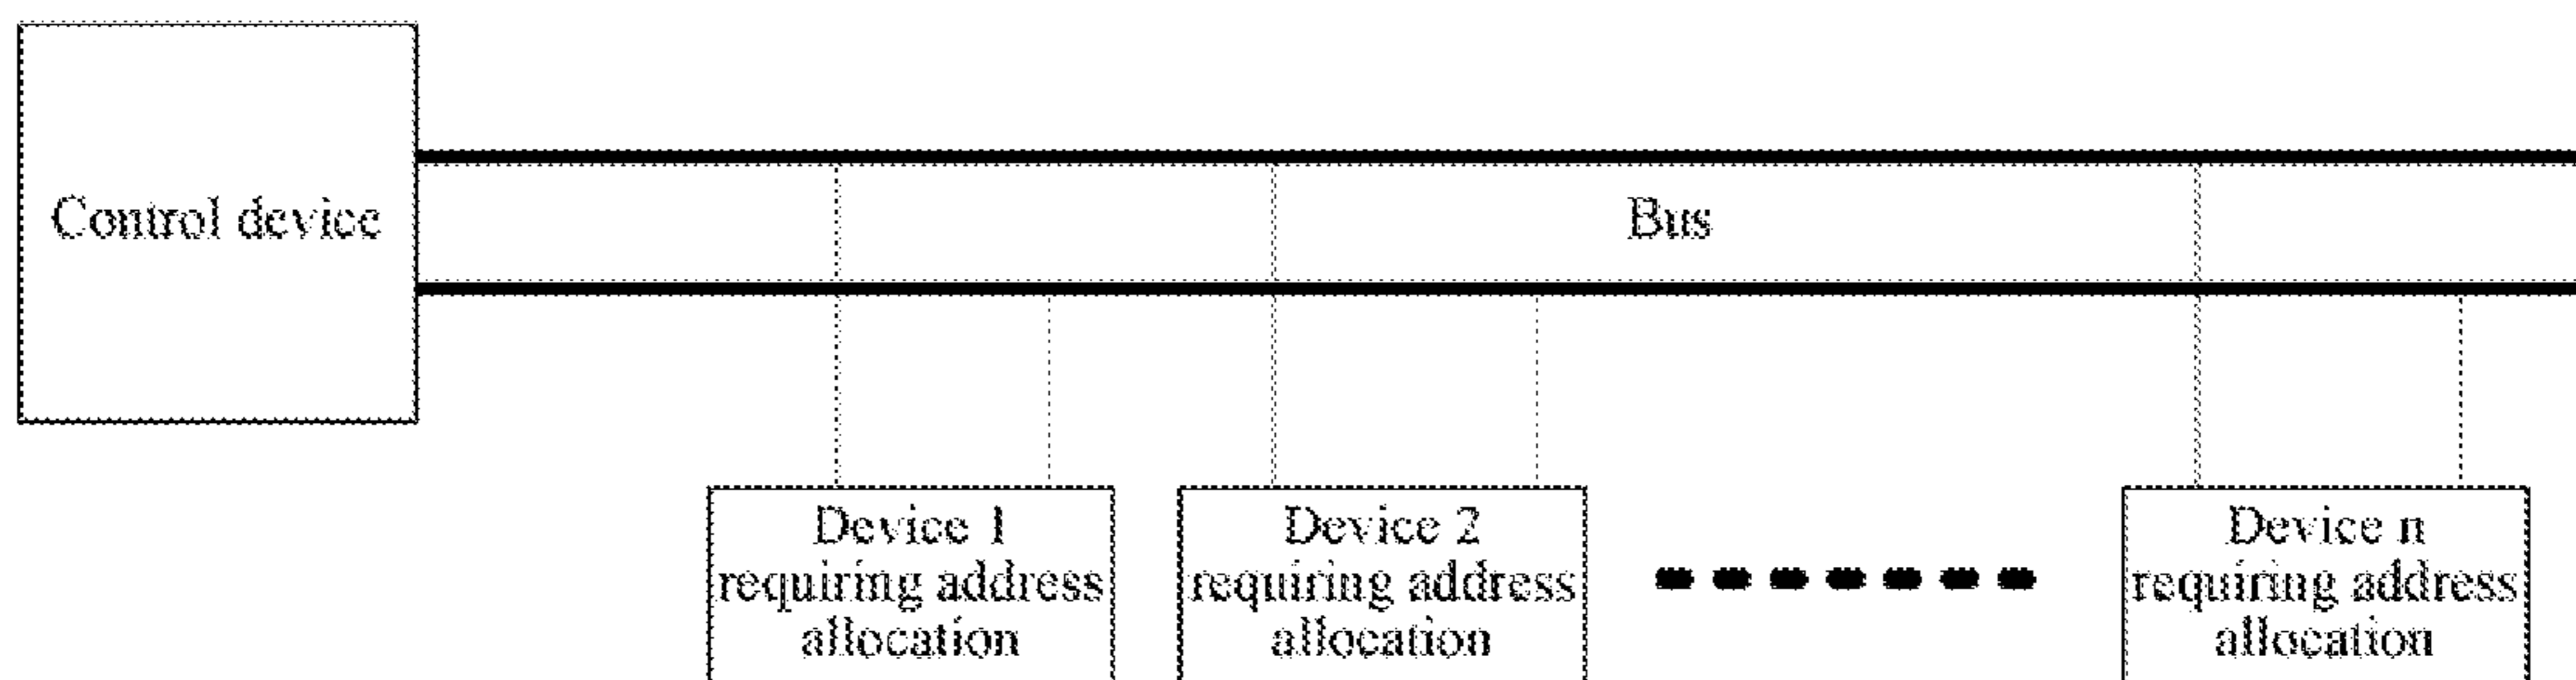 Control device
Bus
Device 1
requiring address
allocation
Device 2
requiring address
allocation
Device n
requiring address
allocation